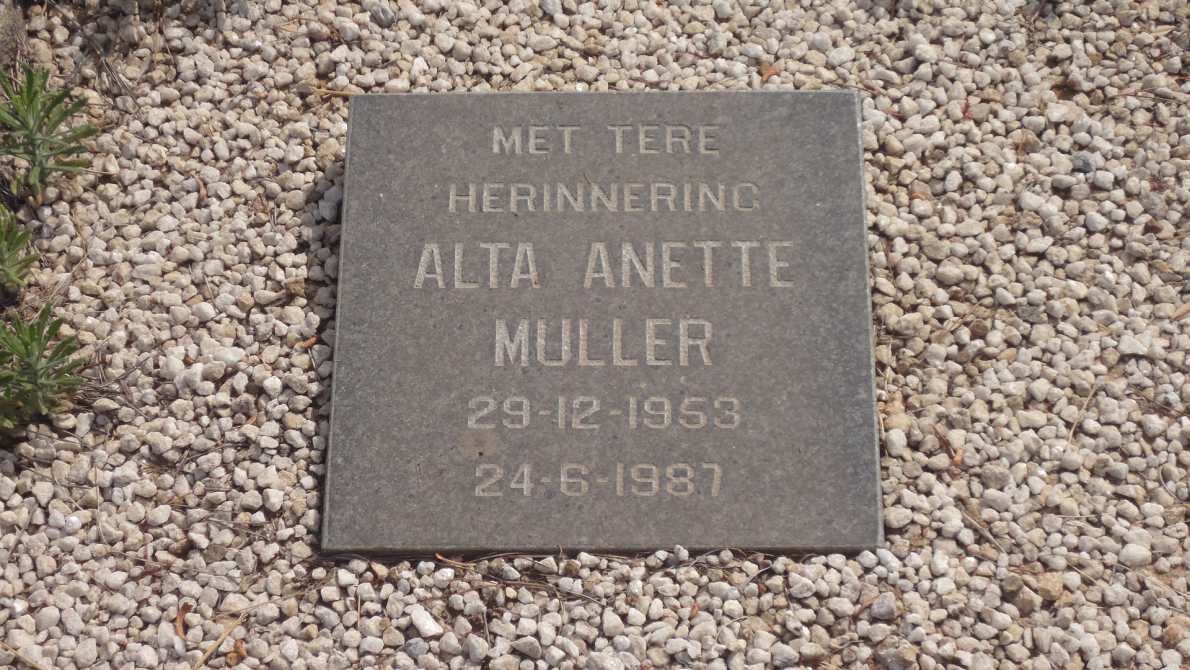 MET TERE
HERINNERING
ALTA ANETTE
MULLER
29-12-1953
24-6-1987